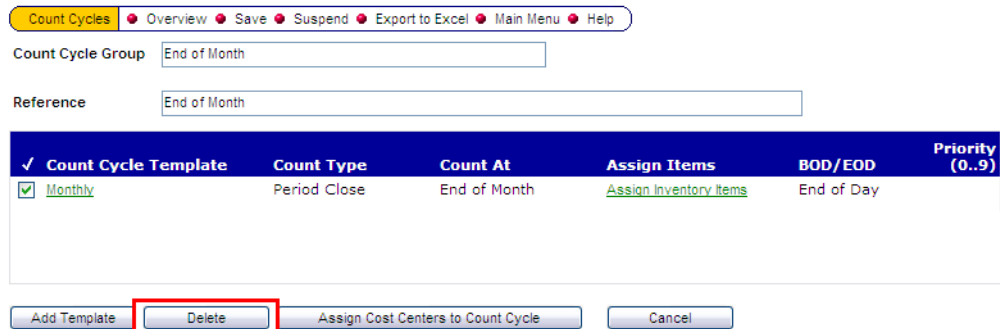 Count Cycles Overview Save Suspend Export to Excel Main Menu Help
Count Cycle Group End of Month
Reference End of Month
✓ Count Cycle Template Count Type Count At Assign Items BOD/EOD Priority (0..9)
Monthly Period Close End of Month Assign Inventory Items End of Day
Add Template Delete Assign Cost Centers to Count Cycle Cancel